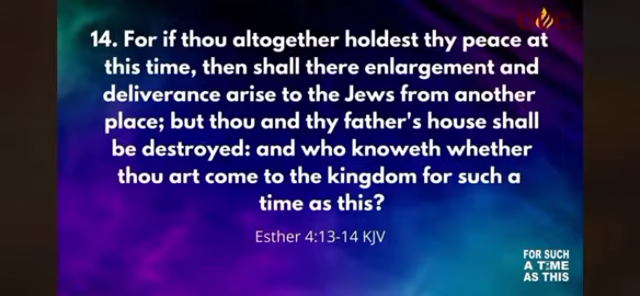 14. For if thou altogether holdest thy peace at
this time, then shall there enlargement and
deliverance arise to the Jews from another
place; but thou and thy father's house shall
be destroyed: and who knoweth whether
thou art come to the kingdom for such a
time as this?
Esther 4:13-14 KJV
FOR SUCH
A TIME
AS THIS